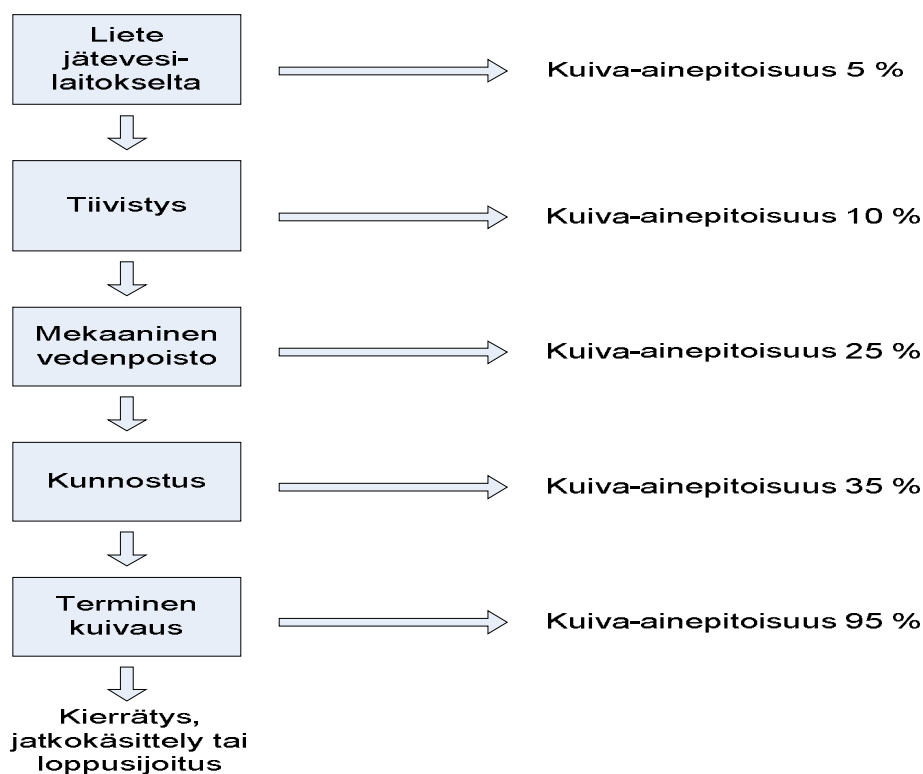 Liete
jätevesi-
laitokselta
Kuiva-ainepitoisuus 5 %
Tiivistys
Kuiva-ainepitoisuus 10 %
Mekaaninen
vedenpoisto
Kuiva-ainepitoisuus 25 %
Kunnostus
Kuiva-ainepitoisuus 35 %
Terminen
kuivaus
Kuiva-ainepitoisuus 95 %
Kierrätys,
jatkokäsittely tai
loppusijoitus